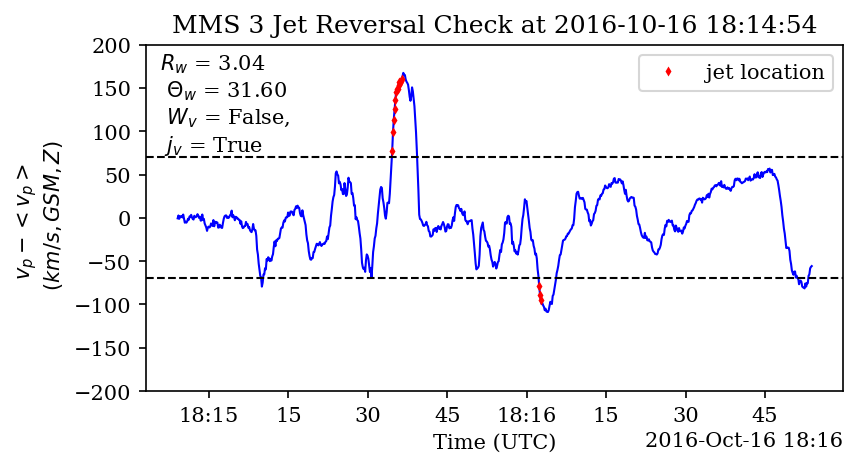 MMS 3 Jet Reversal Check at 2016-10-16 18:14:54
200
150
100
50
0
−50
−100
−150
−200
v_p − < v_p >
(km/s, GSM, Z)
R_w = 3.04
Θ_w = 31.60
W_v = False,
j_v = True
jet location
18:15 15 30 45 18:16 15 30 45
Time (UTC)
2016-Oct-16 18:16